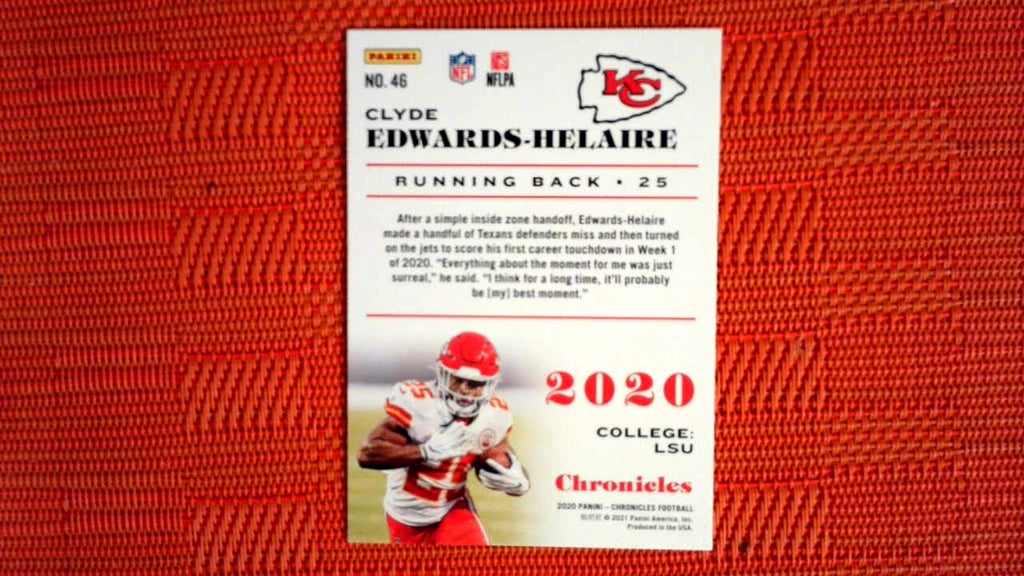 PANINI
NO. 46
NFL
NFLPA
KC
CLYDE
EDWARDS-HELAIRE
RUNNING BACK • 25
After a simple inside zone handoff, Edwards-Helaire
made a handful of Texans defenders miss and then turned
on the jets to score his first career touchdown in Week 1
of 2020. “Everything about the moment for me was just
surreal,” he said. “I think for a long time, it'll probably
be [my] best moment.”
25
25
2020
COLLEGE:
LSU
Chronicles
2020 PANINI – CHRONICLES FOOTBALL
© 2021 Panini America, Inc.
Produced in the USA.